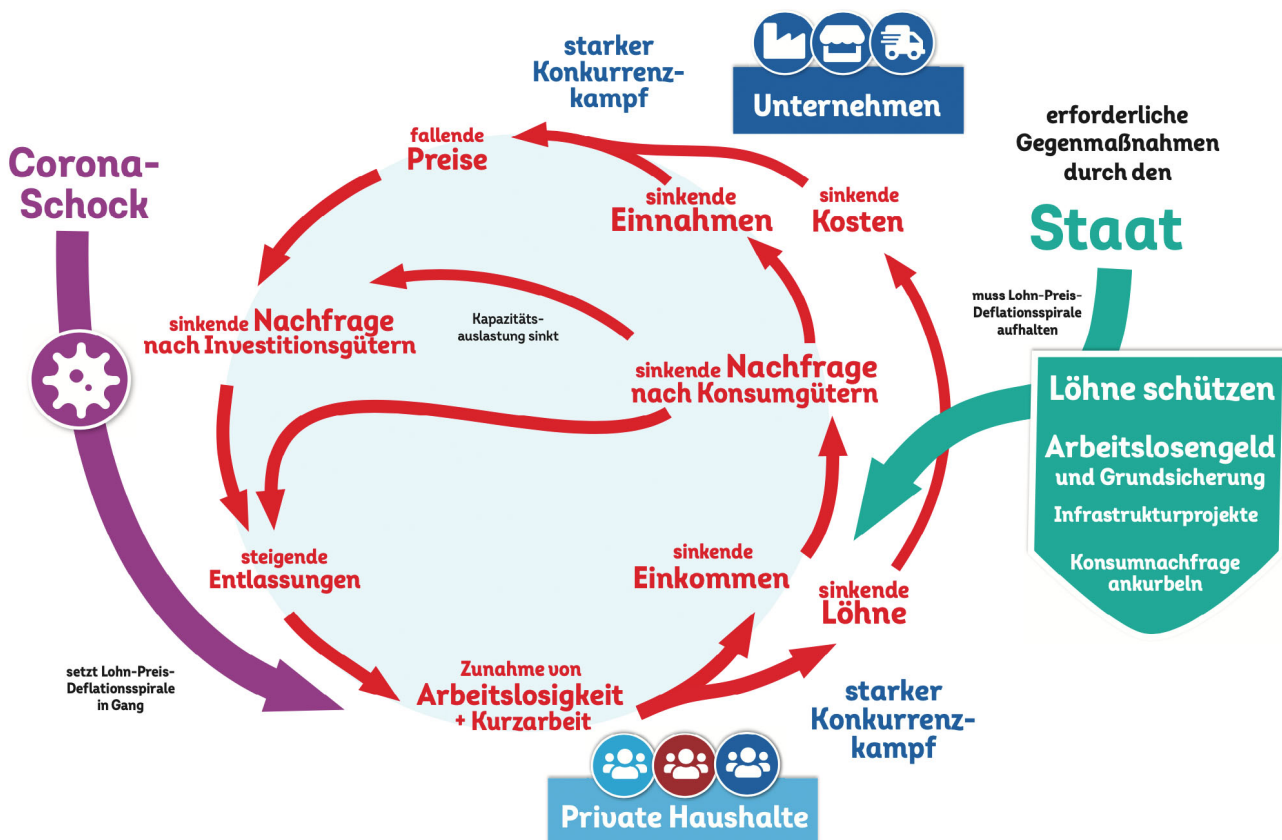 starker
Konkurrenz-
kampf
Unternehmen
erforderliche
Gegenmaßnahmen
durch den
Staat
Corona-
Schock
fallende
Preise
sinkende
Einnahmen
sinkende
Kosten
muss Lohn-Preis-
Deflationsspirale
aufhalten
sinkende Nachfrage
nach Investitionsgütern
Kapazitäts-
auslastung sinkt
sinkende Nachfrage
nach Konsumgütern
Löhne schützen
Arbeitslosengeld
und Grundsicherung
Infrastrukturprojekte
Konsumnachfrage
ankurbeln
steigende
Entlassungen
sinkende
Einkommen
sinkende
Löhne
setzt Lohn-Preis-
Deflationsspirale
in Gang
Zunahme von
Arbeitslosigkeit
+ Kurzarbeit
starker
Konkurrenz-
kampf
Private Haushalte